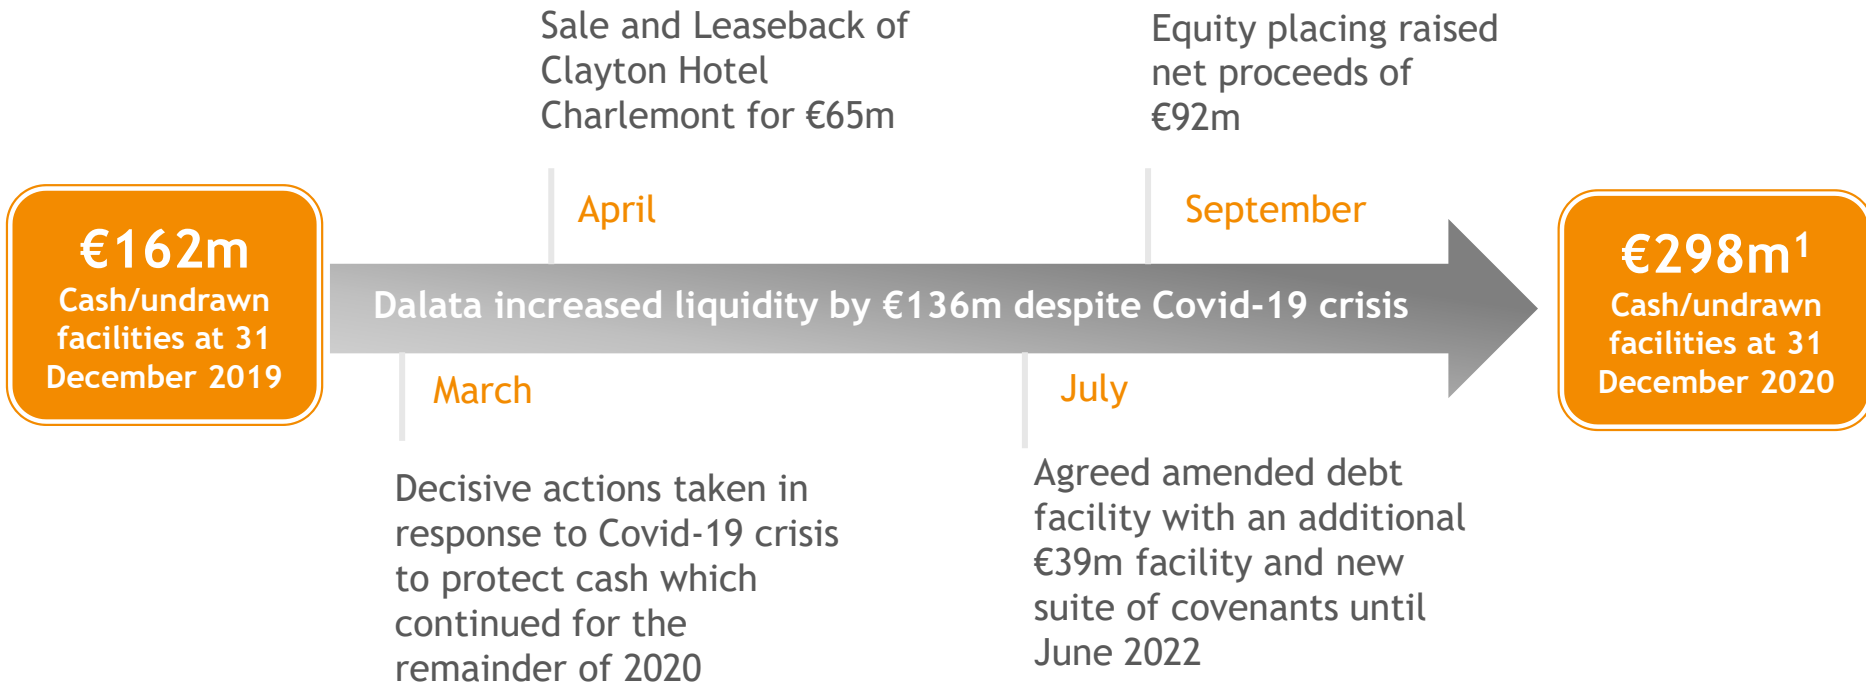 Sale and Leaseback of
Clayton Hotel
Charlemont for €65m
Equity placing raised
net proceeds of
€92m
April
September
€162m
Cash/undrawn
facilities at 31
December 2019
Dalata increased liquidity by €136m despite Covid-19 crisis
€298m¹
Cash/undrawn
facilities at 31
December 2020
March
July
Decisive actions taken in
response to Covid-19 crisis
to protect cash which
continued for the
remainder of 2020
Agreed amended debt
facility with an additional
€39m facility and new
suite of covenants until
June 2022